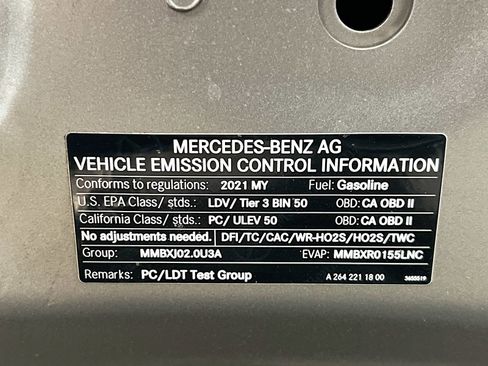 MERCEDES-BENZ AG
VEHICLE EMISSION CONTROL INFORMATION
Conforms to regulations: 2021 MY Fuel: Gasoline
U.S. EPA Class/ stds.: LDV/ Tier 3 BIN 50 OBD: CA OBD II
California Class/ stds.: PC/ ULEV 50 OBD: CA OBD II
No adjustments needed. DFI/TC/CAC/WR-HO2S/HO2S/TWC
Group: MMBXJ02.0U3A EVAP: MMBXR0155LNC
Remarks: PC/LDT Test Group A 264 221 18 00 3655519